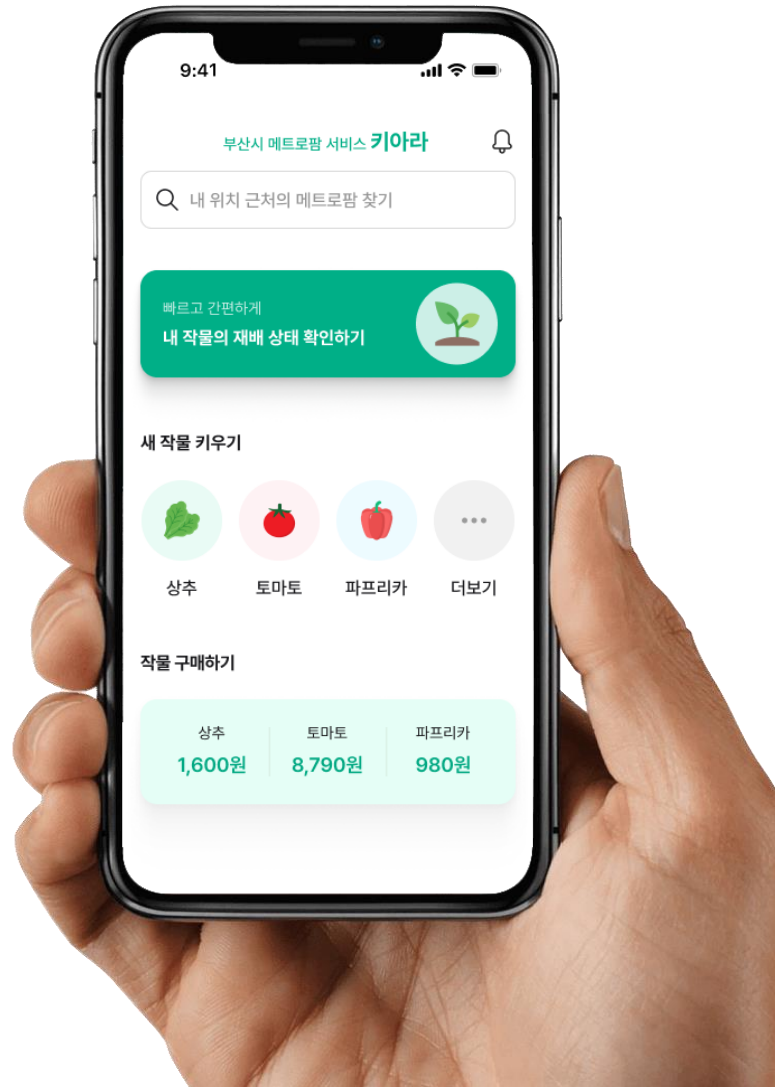 9:41
부산시 메트로팜 서비스 키아라
내 위치 근처의 메트로팜 찾기
빠르고 간편하게
내 작물의 재배 상태 확인하기
새 작물 키우기
상추 토마토 파프리카 더보기
작물 구매하기
상추 토마토 파프리카
1,600원 8,790원 980원